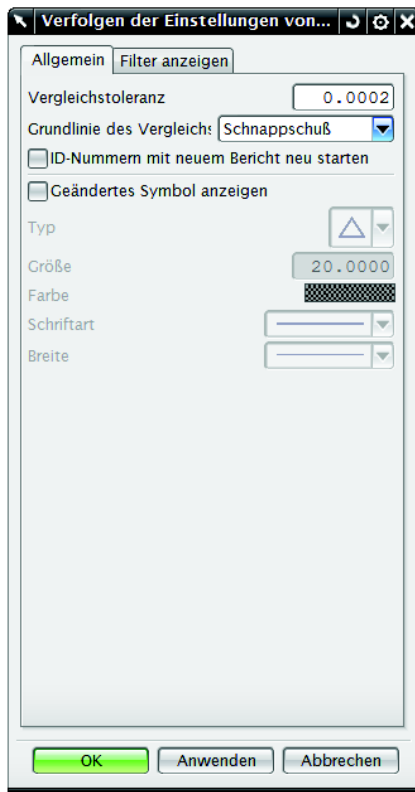 Verfolgen der Einstellungen von...
Allgemein Filter anzeigen
Vergleichstoleranz 0.0002
Grundlinie des Vergleichs Schnappschuß
ID-Nummern mit neuem Bericht neu starten
Geändertes Symbol anzeigen
Typ
Größe 20.0000
Farbe
Schriftart
Breite
OK Anwenden Abbrechen